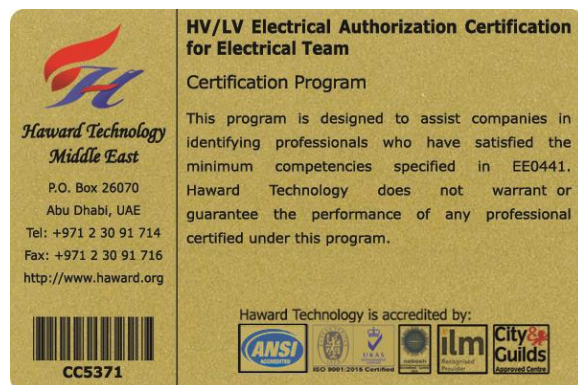 Haward Technology
Middle East
P.O. Box 26070
Abu Dhabi, UAE
Tel: +971 2 30 91 714
Fax: +971 2 30 91 716
http://www.haward.org
CC5371
HV/LV Electrical Authorization Certification
for Electrical Team
Certification Program
This program is designed to assist companies in
identifying professionals who have satisfied the
minimum competencies specified in EE0441.
Haward Technology does not warrant or
guarantee the performance of any professional
certified under this program.
Haward Technology is accredited by:
ANSI
ACCREDITED
UKAS
ISO 9001:2015 Certified
ilm
Recognised
Provider
City&
Guilds
Approved Centre